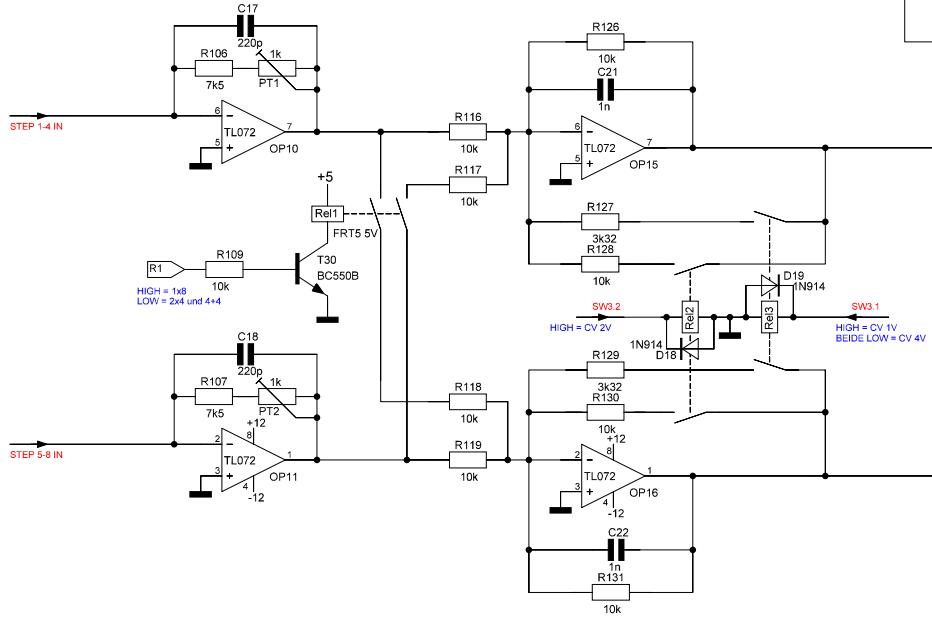 C17
220p
R106
7k5
1k
PT1
STEP 1-4 IN
6
5
7
TL072
OP10
R116
10k
R117
10k
R126
10k
C21
1n
6
5
7
TL072
OP15
+5
Rel1
FRT5 5V
R1
R109
10k
T30
BC550B
HIGH = 1x8
LOW = 2x4 und 4+4
R127
3k32
R128
10k
D19
1N914
SW3.2
HIGH = CV 2V
Rel2
Rel3
SW3.1
HIGH = CV 1V
BEIDE LOW = CV 4V
1N914
D18
C18
220p
R107
7k5
1k
PT2
STEP 5-8 IN
+12
8
2
3
1
4
TL072
OP11
-12
R118
10k
R119
10k
R129
3k32
R130
10k
+12
8
2
3
1
4
TL072
OP16
-12
C22
1n
R131
10k